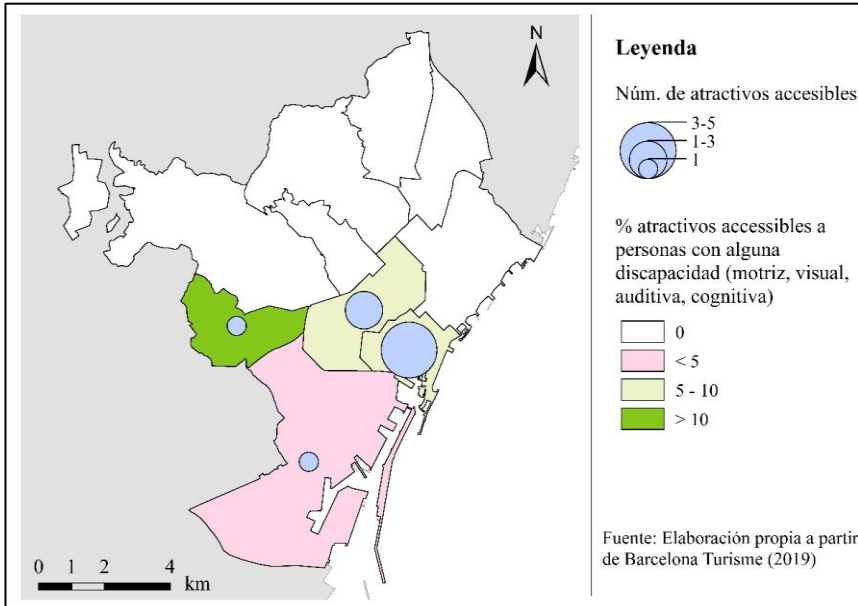 N
0 1 2 4
km
Leyenda
Núm. de atractivos accesibles
3-5
1-3
1
% atractivos accessibles a
personas con alguna
discapacidad (motriz, visual,
auditiva, cognitiva)
0
< 5
5 - 10
> 10
Fuente: Elaboración propia a partir
de Barcelona Turisme (2019)